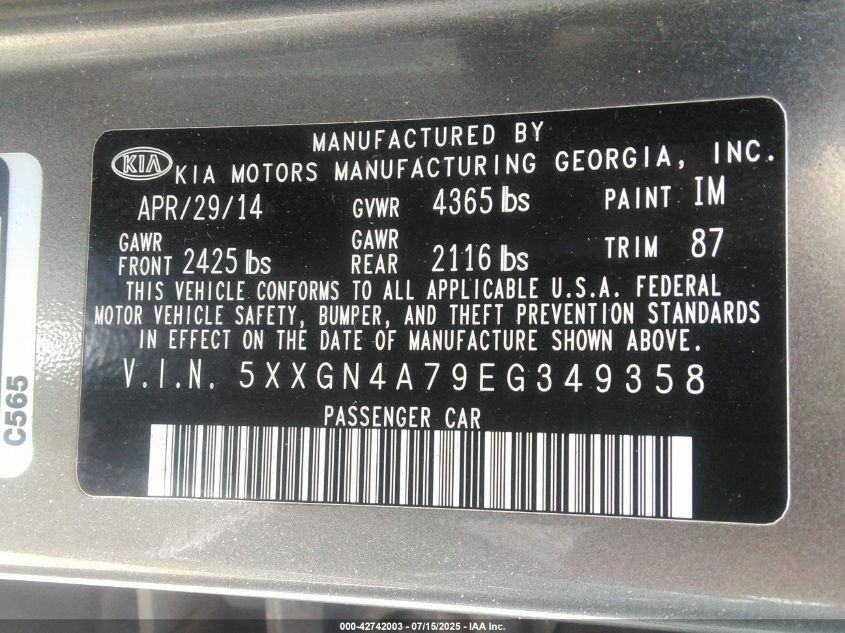 MANUFACTURED BY
KIA KIA MOTORS MANUFACTURING GEORGIA, INC.
APR/29/14 GVWR 4365 lbs PAINT IM
GAWR FRONT 2425 lbs GAWR REAR 2116 lbs TRIM 87
THIS VEHICLE CONFORMS TO ALL APPLICABLE U.S.A. FEDERAL
MOTOR VEHICLE SAFETY, BUMPER, AND THEFT PREVENTION STANDARDS
IN EFFECT ON THE DATE OF MANUFACTURE SHOWN ABOVE.
V.I.N. 5XXGN4A79EG349358
PASSENGER CAR
C565
000-42742003 - 07/15/2025 - IAA Inc.